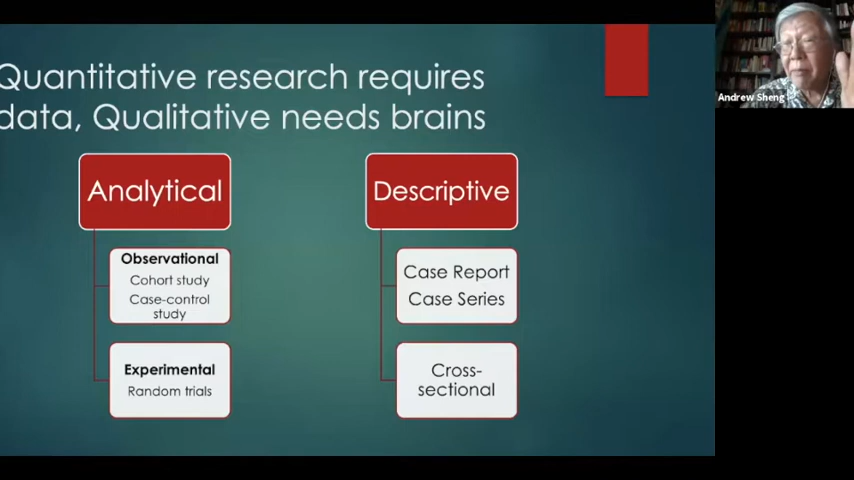 Quantitative research requires
data, Qualitative needs brains
Analytical
Observational
Cohort study
Case-control
study
Experimental
Random trials
Descriptive
Case Report
Case Series
Cross-
sectional
Andrew Sheng